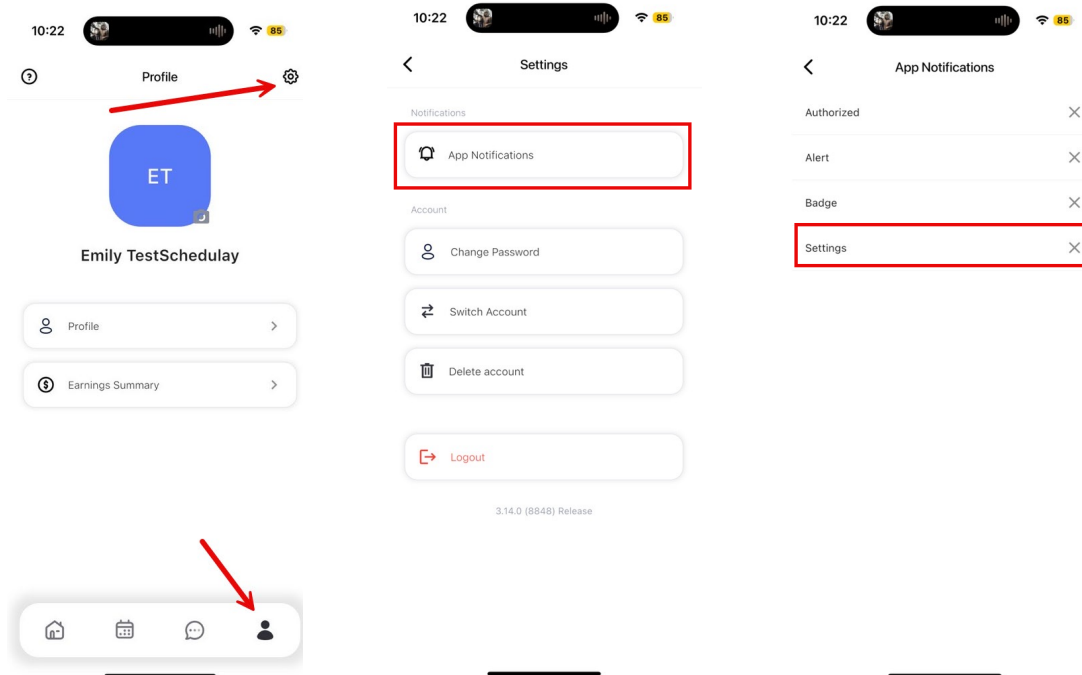 10:22
85
Profile
ET
Emily TestSchedulay
Profile
Earnings Summary
10:22
85
Settings
Notifications
App Notifications
Account
Change Password
Switch Account
Delete account
Logout
3.14.0 (8848) Release
10:22
85
App Notifications
Authorized
Alert
Badge
Settings